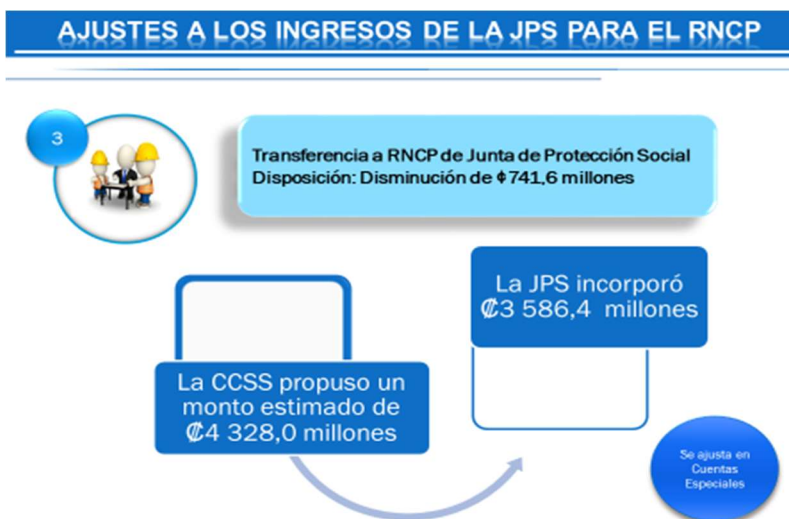 AJUSTES A LOS INGRESOS DE LA JPS PARA EL RNCP
3
Transferencia a RNCP de Junta de Protección Social
Disposición: Disminución de ¢741,6 millones
La JPS incorporó
₡3 586,4 millones
La CCSS propuso un
monto estimado de
₡4 328,0 millones
Se ajusta en
Cuentas
Especiales